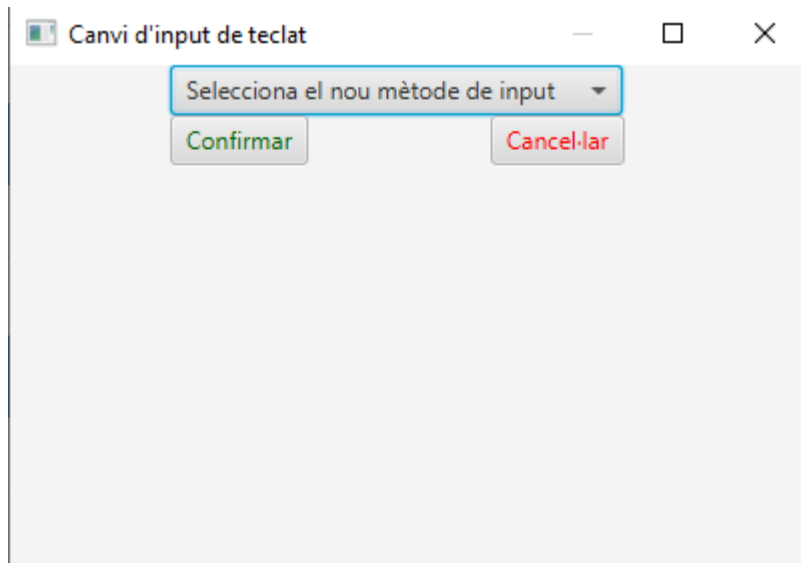 Canvi d'input de teclat
Selecciona el nou mètode de input
Confirmar
Cancel·lar